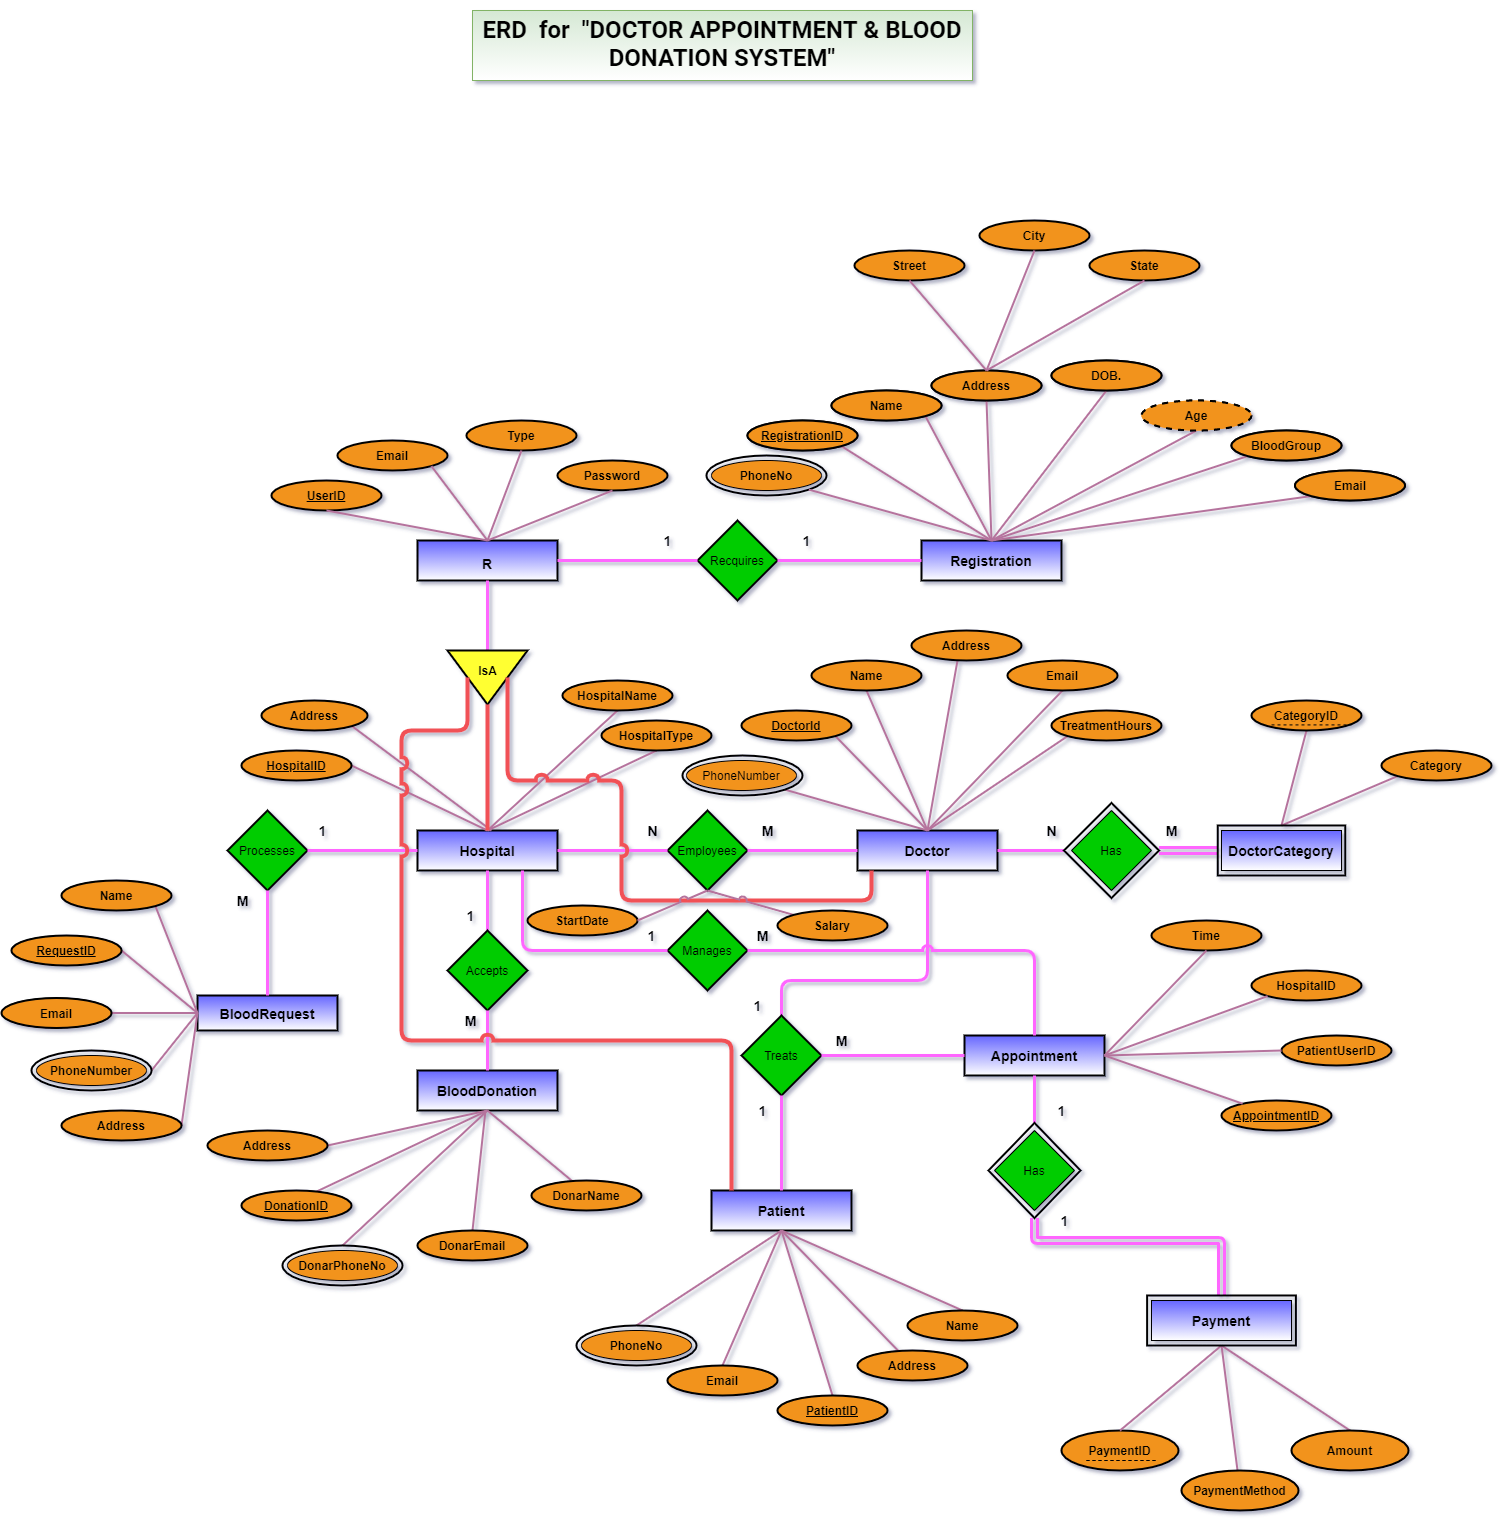 ERD for "DOCTOR APPOINTMENT & BLOOD
DONATION SYSTEM"
City
Street
State
Address
DOB.
Name
Age
RegistrationID
BloodGroup
PhoneNo
Email
Type
Email
Password
UserID
R
1
Recquires
1
Registration
IsA
Address
HospitalName
HospitalType
HospitalID
Address
Name
Email
DoctorId
TreatmentHours
PhoneNumber
CategoryID
Category
Processes
1
Hospital
N
Employees
M
Doctor
N
Has
M
DoctorCategory
M
StartDate
Salary
1
1
Manages
M
Accepts
M
Name
RequestID
Email
PhoneNumber
Address
BloodRequest
Time
HospitalID
PatientUserID
AppointmentID
1
Treats
M
Appointment
1
1
Has
1
BloodDonation
Address
DonationID
DonarPhoneNo
DonarEmail
DonarName
Patient
PhoneNo
Email
PatientID
Address
Name
Payment
PaymentID
PaymentMethod
Amount